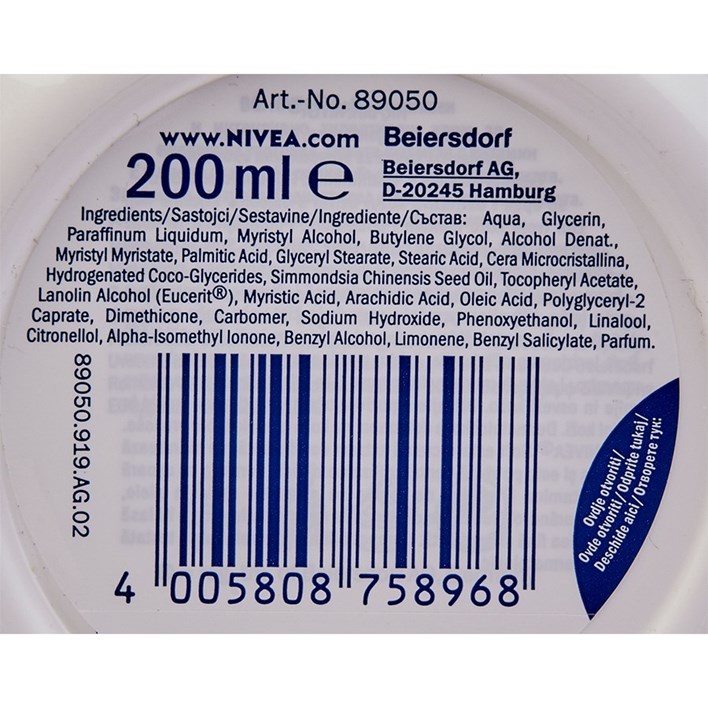 Art.-No. 89050
www.NIVEA.com Beiersdorf
200 ml ℮ Beiersdorf AG,
D-20245 Hamburg
Ingredients/Sastojci/Sestavine/Ingrediente/Състав: Aqua, Glycerin,
Paraffinum Liquidum, Myristyl Alcohol, Butylene Glycol, Alcohol Denat.,
Myristyl Myristate, Palmitic Acid, Glyceryl Stearate, Stearic Acid, Cera Microcristallina,
Hydrogenated Coco-Glycerides, Simmondsia Chinensis Seed Oil, Tocopheryl Acetate,
Lanolin Alcohol (Eucerit®), Myristic Acid, Arachidic Acid, Oleic Acid, Polyglyceryl-2
Caprate, Dimethicone, Carbomer, Sodium Hydroxide, Phenoxyethanol, Linalool,
Citronellol, Alpha-Isomethyl Ionone, Benzyl Alcohol, Limonene, Benzyl Salicylate, Parfum.
89050.919.AG.02
4 005808 758968
Ovdje otvoriti/
Ovde otvoriti/Odprite tukaj/
Deschide aici/Отворете тук: